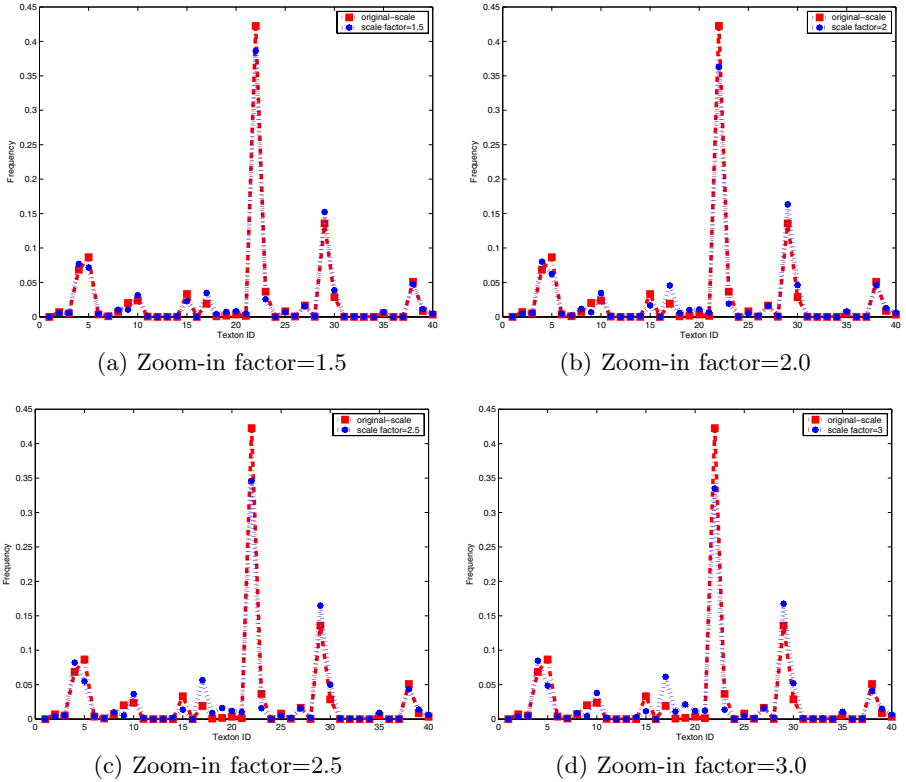 original−scale
scale factor=1.5
0.45
0.4
0.35
0.3
0.25
0.2
0.15
0.1
0.05
0
Frequency
0 5 10 15 20 25 30 35 40
Texton ID
(a) Zoom-in factor=1.5
original−scale
scale factor=2
0.45
0.4
0.35
0.3
0.25
0.2
0.15
0.1
0.05
0
Frequency
0 5 10 15 20 25 30 35 40
Texton ID
(b) Zoom-in factor=2.0
original−scale
scale factor=2.5
0.45
0.4
0.35
0.3
0.25
0.2
0.15
0.1
0.05
0
Frequency
0 5 10 15 20 25 30 35 40
Texton ID
(c) Zoom-in factor=2.5
original−scale
scale factor=3
0.45
0.4
0.35
0.3
0.25
0.2
0.15
0.1
0.05
0
Frequency
0 5 10 15 20 25 30 35 40
Texton ID
(d) Zoom-in factor=3.0